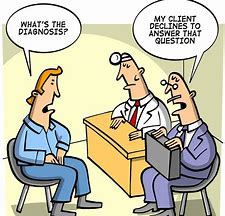 WHAT'S THE
DIAGNOSIS?
MY CLIENT
DECLINES TO
ANSWER THAT
QUESTION